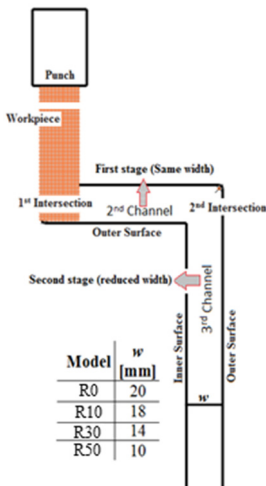 Punch
Workpiece
First stage (Same width)
1st Intersection
2nd Channel
2nd Intersection
Outer Surface
Second stage (reduced width)
Inner Surface
3rd Channel
Outer Surface
w
Model w [mm]
R0 20
R10 18
R30 14
R50 10